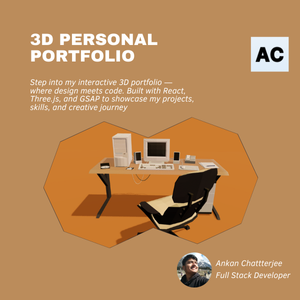 3D PERSONAL
PORTFOLIO
AC
Step into my interactive 3D portfolio —
where design meets code. Built with React,
Three.js, and GSAP to showcase my projects,
skills, and creative journey
Ankan Chattterjee
Full Stack Developer